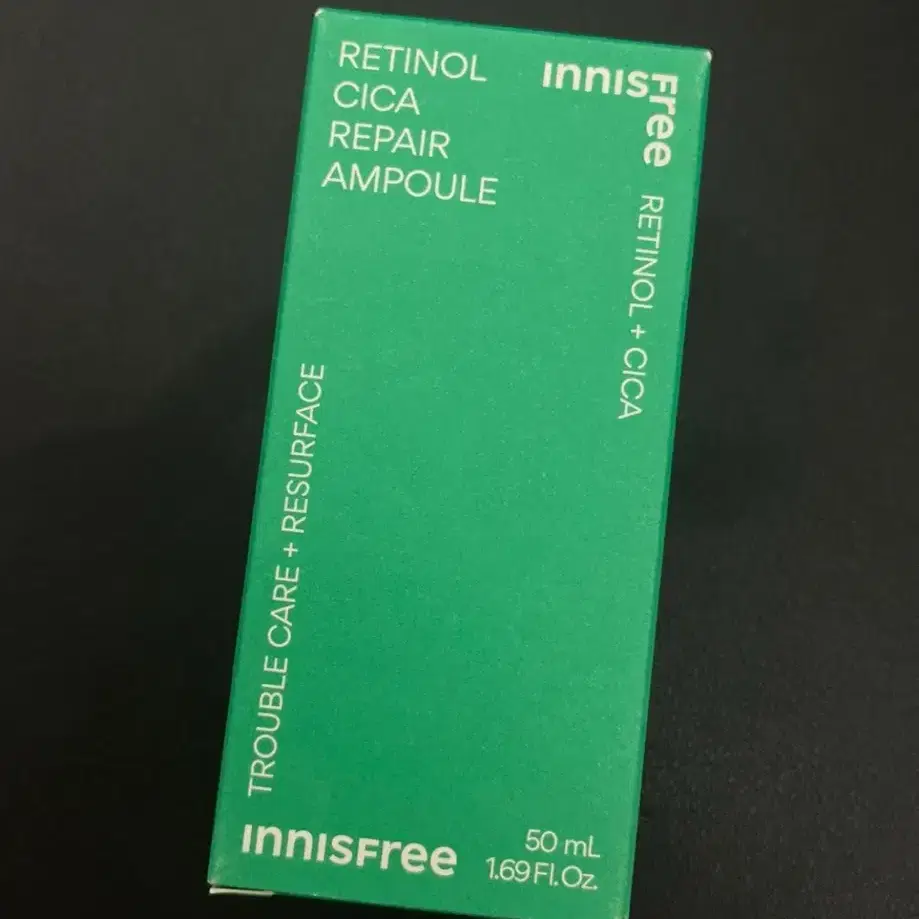 RETINOL
CICA
REPAIR
AMPOULE
innisFree
RETINOL + CICA
TROUBLE CARE + RESURFACE
innisFree
50 mL
1.69 Fl. Oz.